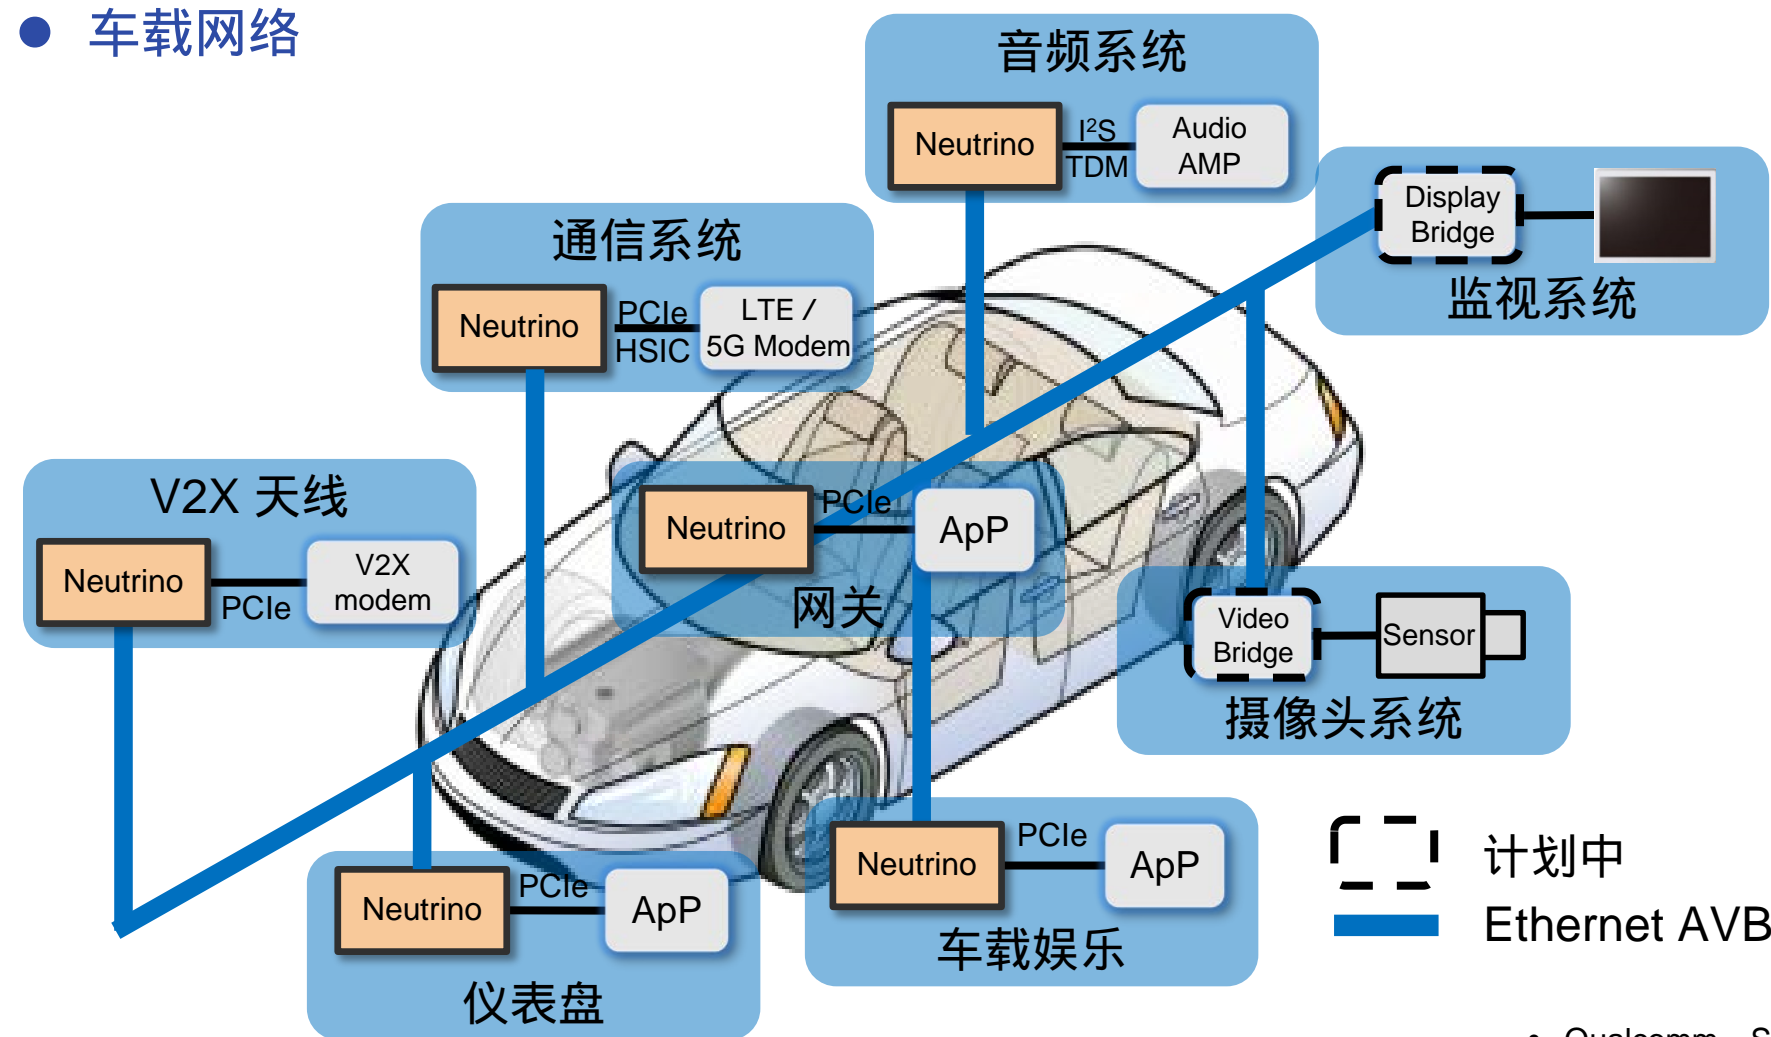 ● 车载网络
音频系统
Neutrino
I²S
TDM
Audio
AMP
Display
Bridge
监视系统
通信系统
Neutrino
PCIe
HSIC
LTE /
5G Modem
V2X 天线
Neutrino
PCIe
V2X
modem
Neutrino
PCIe
ApP
网关
Video
Bridge
Sensor
摄像头系统
Neutrino
PCIe
ApP
仪表盘
Neutrino
PCIe
ApP
车载娱乐
计划中
Ethernet AVB